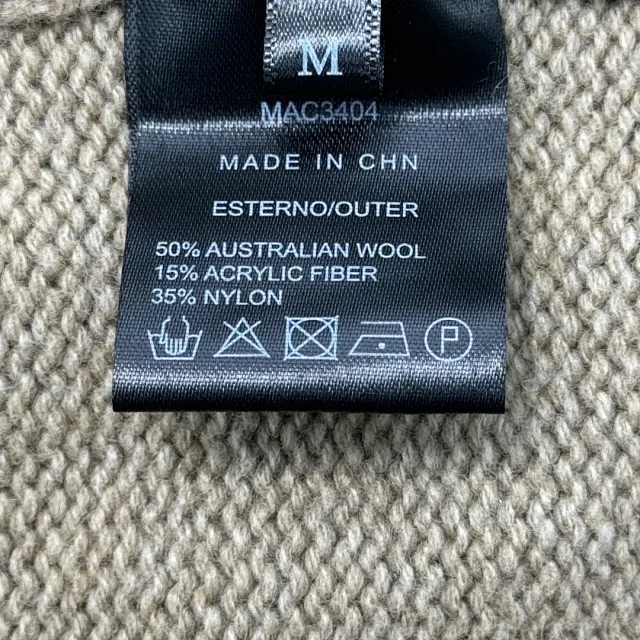 M
MAC3404
MADE IN CHN
ESTERNO/OUTER
50% AUSTRALIAN WOOL
15% ACRYLIC FIBER
35% NYLON
P